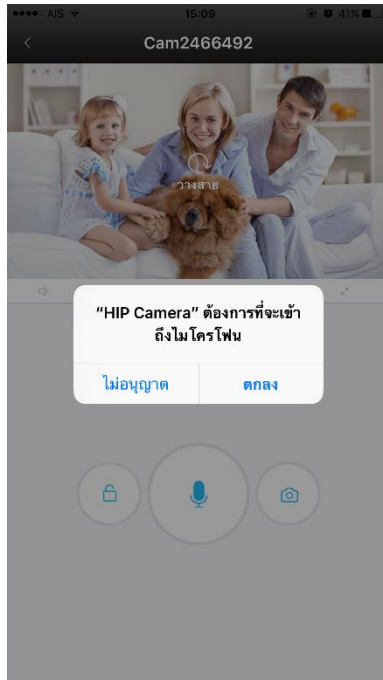 AIS 15:09 41%
Cam2466492
วางสาย
"HIP Camera" ต้องการที่จะเข้า
ถึงไมโครโฟน
ไม่อนุญาต ตกลง